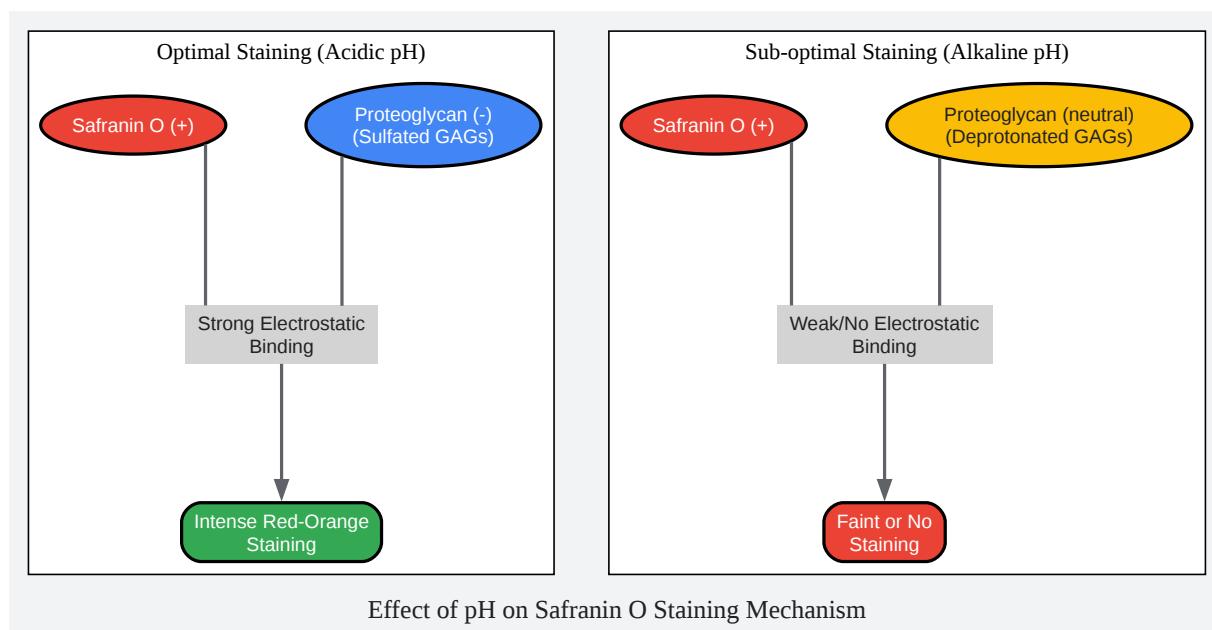 Optimal Staining (Acidic pH)
Safranin O (+)
Proteoglycan (-)
(Sulfated GAGs)
Strong Electrostatic
Binding
Intense Red-Orange
Staining
Sub-optimal Staining (Alkaline pH)
Safranin O (+)
Proteoglycan (neutral)
(Deprotonated GAGs)
Weak/No Electrostatic
Binding
Faint or No
Staining
Effect of pH on Safranin O Staining Mechanism